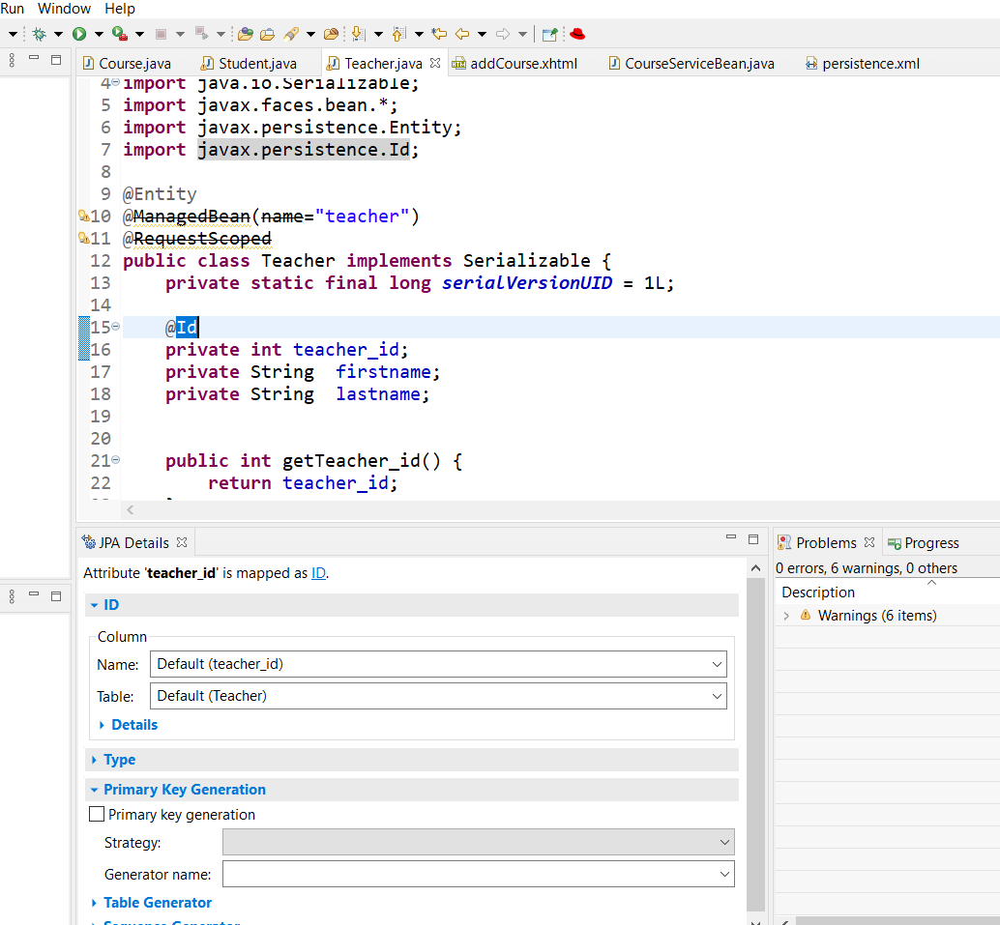 Run Window Help
Course.java Student.java Teacher.java addCourse.xhtml CourseServiceBean.java persistence.xml
4 import java.io.Serializable;
5 import javax.faces.bean.*;
6 import javax.persistence.Entity;
7 import javax.persistence.Id;
8
9 @Entity
10 @ManagedBean(name="teacher")
11 @RequestScoped
12 public class Teacher implements Serializable {
13 private static final long serialVersionUID = 1L;
14
15 @Id
16 private int teacher_id;
17 private String firstname;
18 private String lastname;
19
20
21 public int getTeacher_id() {
22 return teacher_id;
JPA Details
Attribute 'teacher_id' is mapped as ID.
ID
Column
Name: Default (teacher_id)
Table: Default (Teacher)
Details
Type
Primary Key Generation
Primary key generation
Strategy:
Generator name:
Table Generator
Sequence Generator
Problems Progress
0 errors, 6 warnings, 0 others
Description
Warnings (6 items)